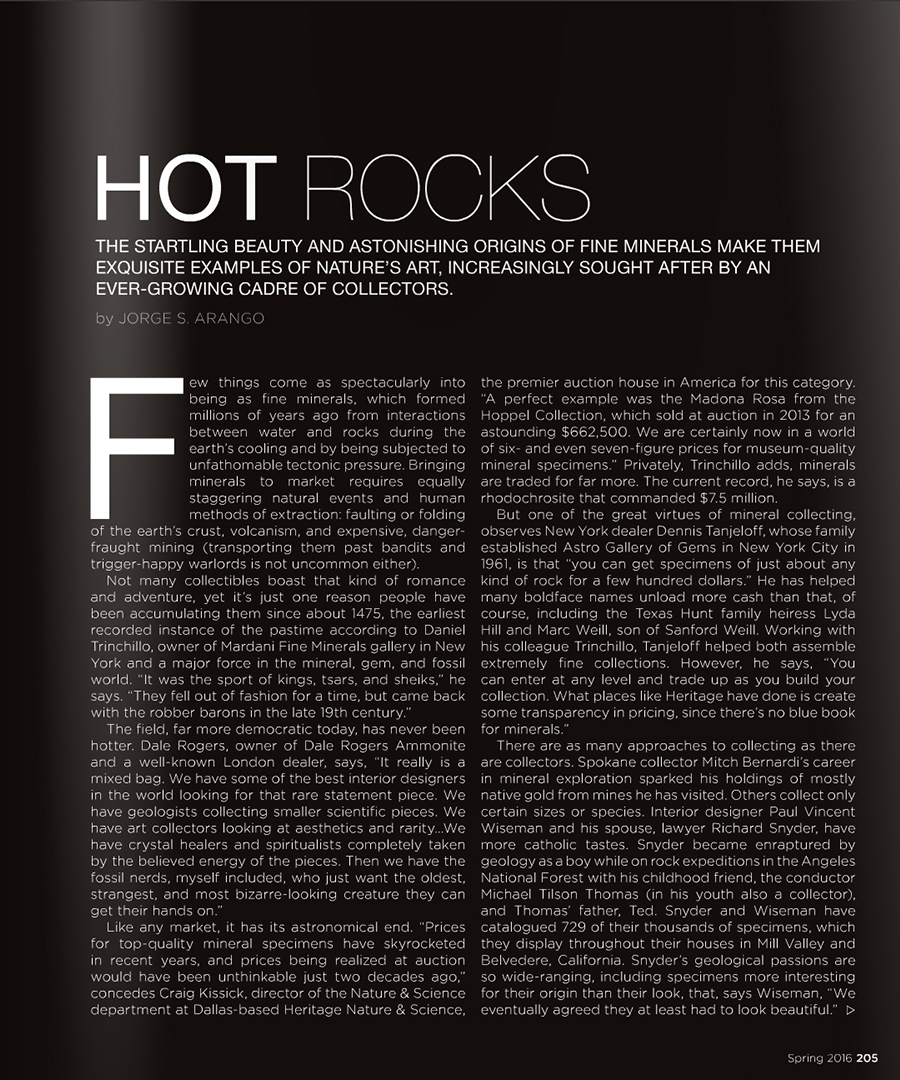 HOT ROCKS
THE STARTLING BEAUTY AND ASTONISHING ORIGINS OF FINE MINERALS MAKE THEM
EXQUISITE EXAMPLES OF NATURE'S ART, INCREASINGLY SOUGHT AFTER BY AN
EVER-GROWING CADRE OF COLLECTORS.
by JORGE S. ARANGO
Few things come as spectacularly into
being as fine minerals, which formed
millions of years ago from interactions
between water and rocks during the
earth's cooling and by being subjected to
unfathomable tectonic pressure. Bringing
minerals to market requires equally
staggering natural events and human
methods of extraction: faulting or folding
of the earth's crust, volcanism, and expensive, danger-
fraught mining (transporting them past bandits and
trigger-happy warlords is not uncommon either).
Not many collectibles boast that kind of romance
and adventure, yet it's just one reason people have
been accumulating them since about 1475, the earliest
recorded instance of the pastime according to Daniel
Trinchillo, owner of Mardani Fine Minerals gallery in New
York and a major force in the mineral, gem, and fossil
world. "It was the sport of kings, tsars, and sheiks," he
says. "They fell out of fashion for a time, but came back
with the robber barons in the late 19th century."
The field, far more democratic today, has never been
hotter. Dale Rogers, owner of Dale Rogers Ammonite
and a well-known London dealer, says, "It really is a
mixed bag. We have some of the best interior designers
in the world looking for that rare statement piece. We
have geologists collecting smaller scientific pieces. We
have art collectors looking at aesthetics and rarity...We
have crystal healers and spiritualists completely taken
by the believed energy of the pieces. Then we have the
fossil nerds, myself included, who just want the oldest,
strangest, and most bizarre-looking creature they can
get their hands on."
Like any market, it has its astronomical end. "Prices
for top-quality mineral specimens have skyrocketed
in recent years, and prices being realized at auction
would have been unthinkable just two decades ago,"
concedes Craig Kissick, director of the Nature & Science
department at Dallas-based Heritage Nature & Science,
the premier auction house in America for this category.
"A perfect example was the Madona Rosa from the
Hoppel Collection, which sold at auction in 2013 for an
astounding $662,500. We are certainly now in a world
of six- and even seven-figure prices for museum-quality
mineral specimens." Privately, Trinchillo adds, minerals
are traded for far more. The current record, he says, is a
rhodochrosite that commanded $7.5 million.
But one of the great virtues of mineral collecting,
observes New York dealer Dennis Tanjeloff, whose family
established Astro Gallery of Gems in New York City in
1961, is that "you can get specimens of just about any
kind of rock for a few hundred dollars." He has helped
many boldface names unload more cash than that, of
course, including the Texas Hunt family heiress Lyda
Hill and Marc Weill, son of Sanford Weill. Working with
his colleague Trinchillo, Tanjeloff helped both assemble
extremely fine collections. However, he says, "You
can enter at any level and trade up as you build your
collection. What places like Heritage have done is create
some transparency in pricing, since there's no blue book
for minerals."
There are as many approaches to collecting as there
are collectors. Spokane collector Mitch Bernardi's career
in mineral exploration sparked his holdings of mostly
native gold from mines he has visited. Others collect only
certain sizes or species. Interior designer Paul Vincent
Wiseman and his spouse, lawyer Richard Snyder, have
more catholic tastes. Snyder became enraptured by
geology as a boy while on rock expeditions in the Angeles
National Forest with his childhood friend, the conductor
Michael Tilson Thomas (in his youth also a collector),
and Thomas' father, Ted. Snyder and Wiseman have
catalogued 729 of their thousands of specimens, which
they display throughout their houses in Mill Valley and
Belvedere, California. Snyder's geological passions are
so wide-ranging, including specimens more interesting
for their origin than their look, that, says Wiseman, "We
eventually agreed they at least had to look beautiful." ▷
Spring 2016 205